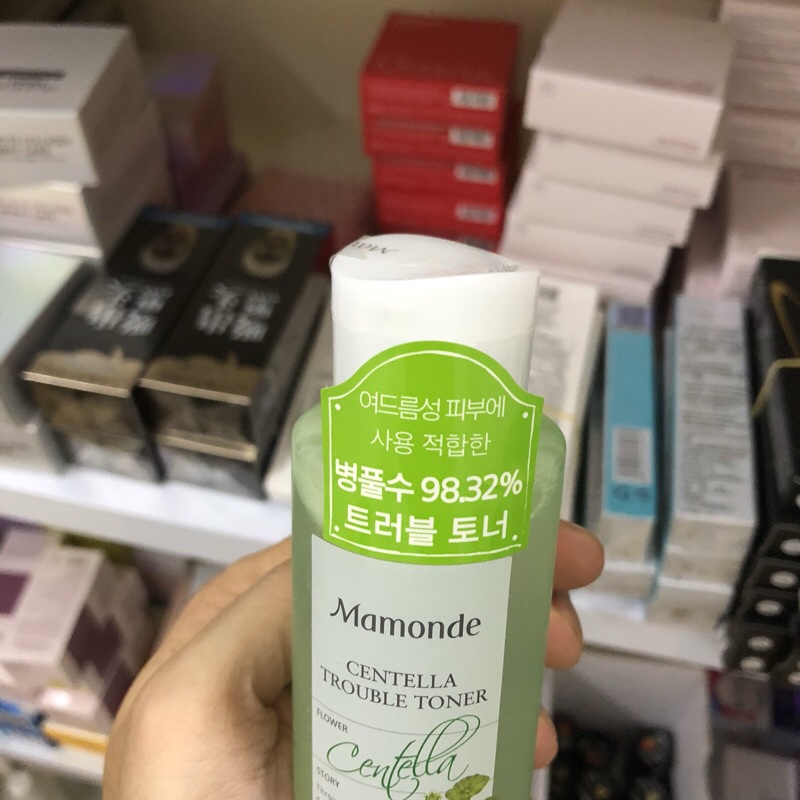 여드름성 피부에
사용 적합한
병풀수 98.32%
트러블 토너
Mamonde
CENTELLA
TROUBLE TONER
FLOWER
Centella
STORY